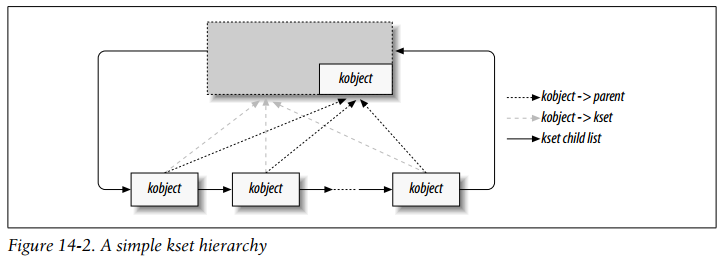 kobject
kobject -> parent
kobject -> kset
kset child list
kobject
kobject
kobject
Figure 14-2. A simple kset hierarchy